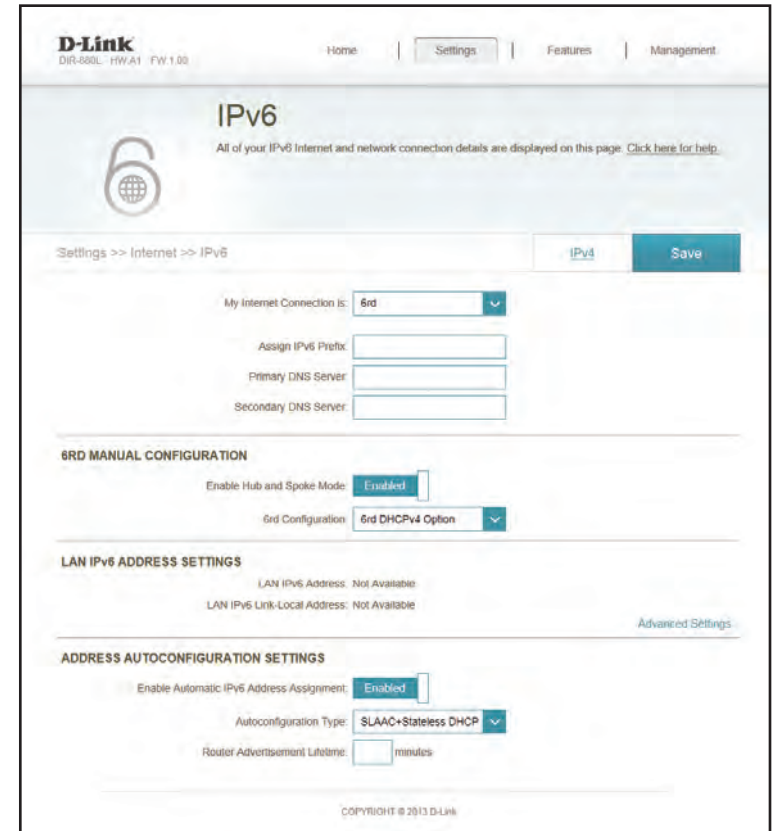 D-Link
DIR-880L HW:A1 FW:1.00
Home | Settings | Features | Management
IPv6
All of your IPv6 Internet and network connection details are displayed on this page. Click here for help.
Settings >> Internet >> IPv6
IPv4
Save
My Internet Connection is: 6rd
Assign IPv6 Prefix:
Primary DNS Server:
Secondary DNS Server:
6RD MANUAL CONFIGURATION
Enable Hub and Spoke Mode: Enabled
6rd Configuration: 6rd DHCPv4 Option
LAN IPv6 ADDRESS SETTINGS
LAN IPv6 Address: Not Available
LAN IPv6 Link-Local Address: Not Available
Advanced Settings
ADDRESS AUTOCONFIGURATION SETTINGS
Enable Automatic IPv6 Address Assignment: Enabled
Autoconfiguration Type: SLAAC+Stateless DHCP
Router Advertisement Lifetime: minutes
COPYRIGHT © 2013 D-Link